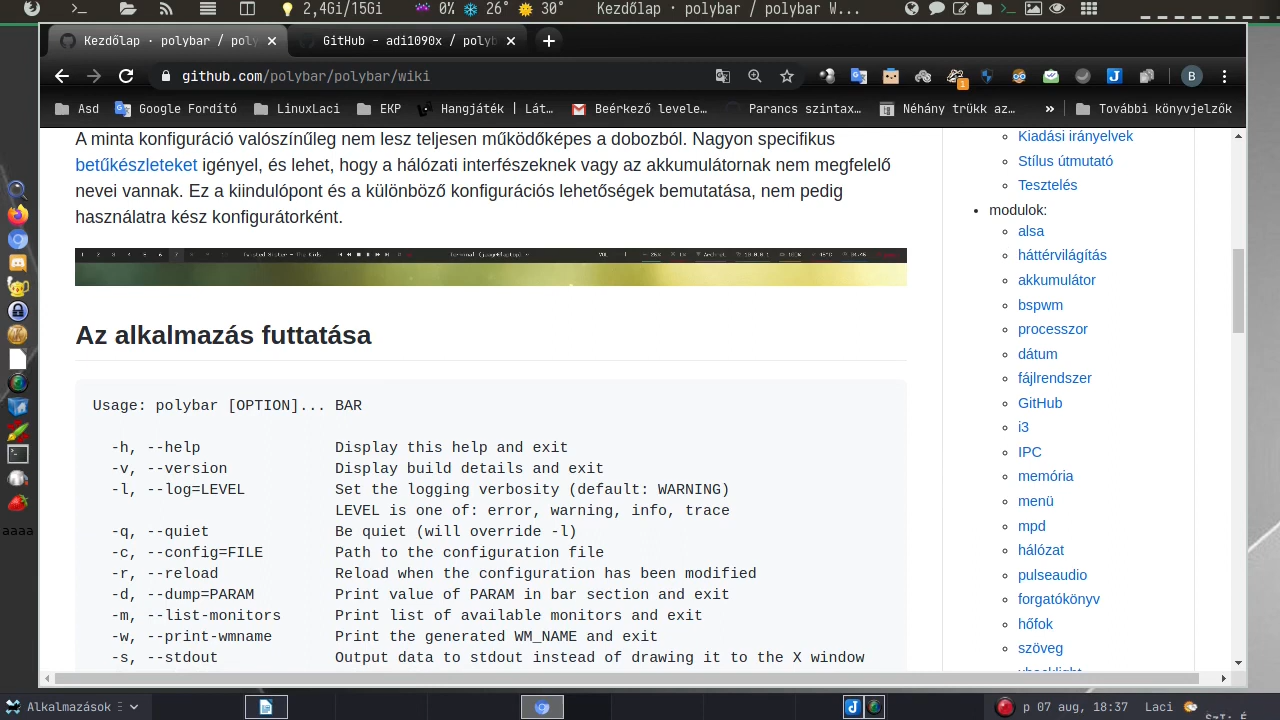 >_ 2,4Gi/15Gi 0% 26° 30° Kezdőlap · polybar / polybar W... >_
Kezdőlap · polybar / poly
GitHub - adi1090x / polyb
github.com/polybar/polybar/wiki
1
B
Asd Google Fordító LinuxLaci EKP Hangjáték | Lát… Beérkező levele… Parancs szintax… Néhány trükk az… » További könyvjelzők
A minta konfiguráció valószínűleg nem lesz teljesen működőképes a dobozból. Nagyon specifikus
betűkészleteket igényel, és lehet, hogy a hálózati interfészeknek vagy az akkumulátornak nem megfelelő
nevei vannak. Ez a kiindulópont és a különböző konfigurációs lehetőségek bemutatása, nem pedig
használatra kész konfigurátorként.
Az alkalmazás futtatása
Usage: polybar [OPTION]... BAR
-h, --help Display this help and exit
-v, --version Display build details and exit
-l, --log=LEVEL Set the logging verbosity (default: WARNING)
LEVEL is one of: error, warning, info, trace
-q, --quiet Be quiet (will override -l)
-c, --config=FILE Path to the configuration file
-r, --reload Reload when the configuration has been modified
-d, --dump=PARAM Print value of PARAM in bar section and exit
-m, --list-monitors Print list of available monitors and exit
-w, --print-wmname Print the generated WM_NAME and exit
-s, --stdout Output data to stdout instead of drawing it to the X window
Kiadási irányelvek
Stílus útmutató
Tesztelés
modulok:
alsa
háttérvilágítás
akkumulátor
bspwm
processzor
dátum
fájlrendszer
GitHub
i3
IPC
memória
menü
mpd
hálózat
pulseaudio
forgatókönyv
hőfok
szöveg
xbacklight
aaaa
Alkalmazások
p 07 aug, 18:37 Laci